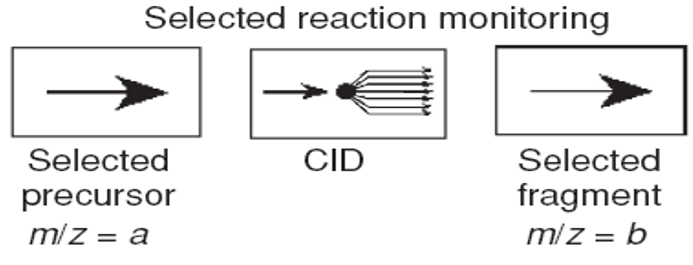 Selected reaction monitoring
Selected precursor
CID
Selected fragment
m/z = a
m/z = b